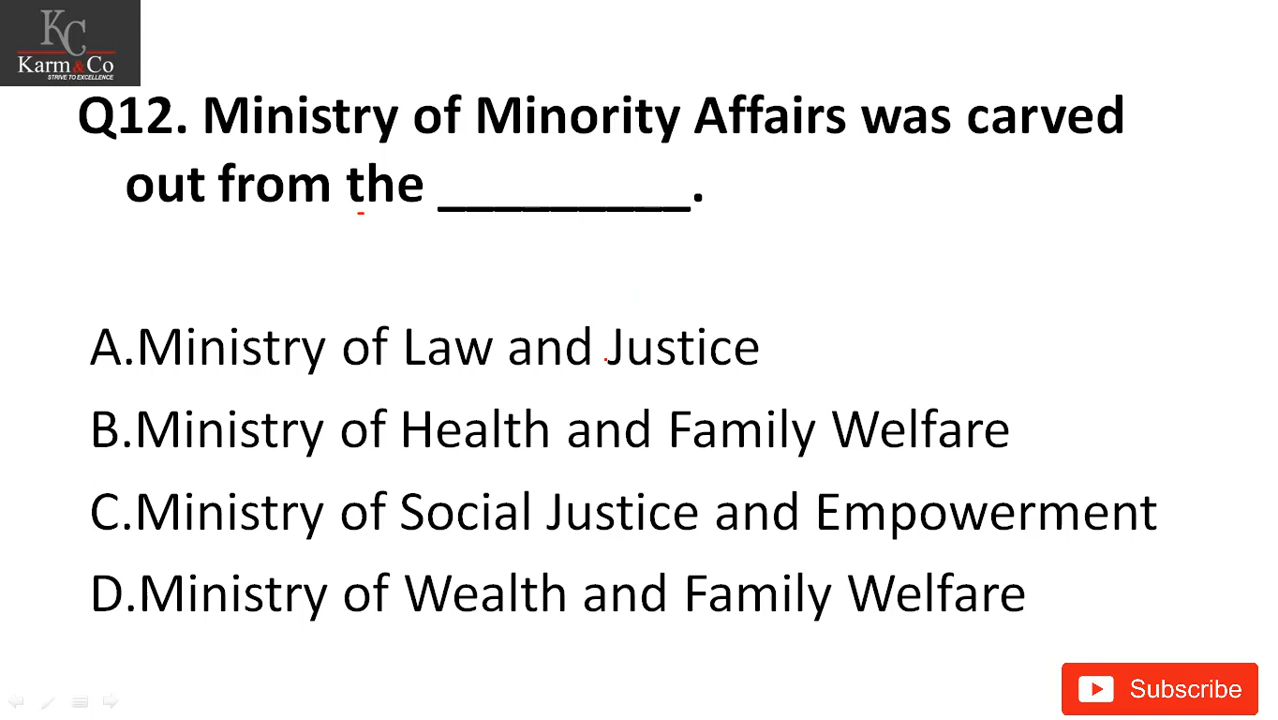 KC
Karm&Co
STRIVE TO EXCELLENCE
Q12. Ministry of Minority Affairs was carved
out from the _________.
A.Ministry of Law and Justice
B.Ministry of Health and Family Welfare
C.Ministry of Social Justice and Empowerment
D.Ministry of Wealth and Family Welfare
Subscribe